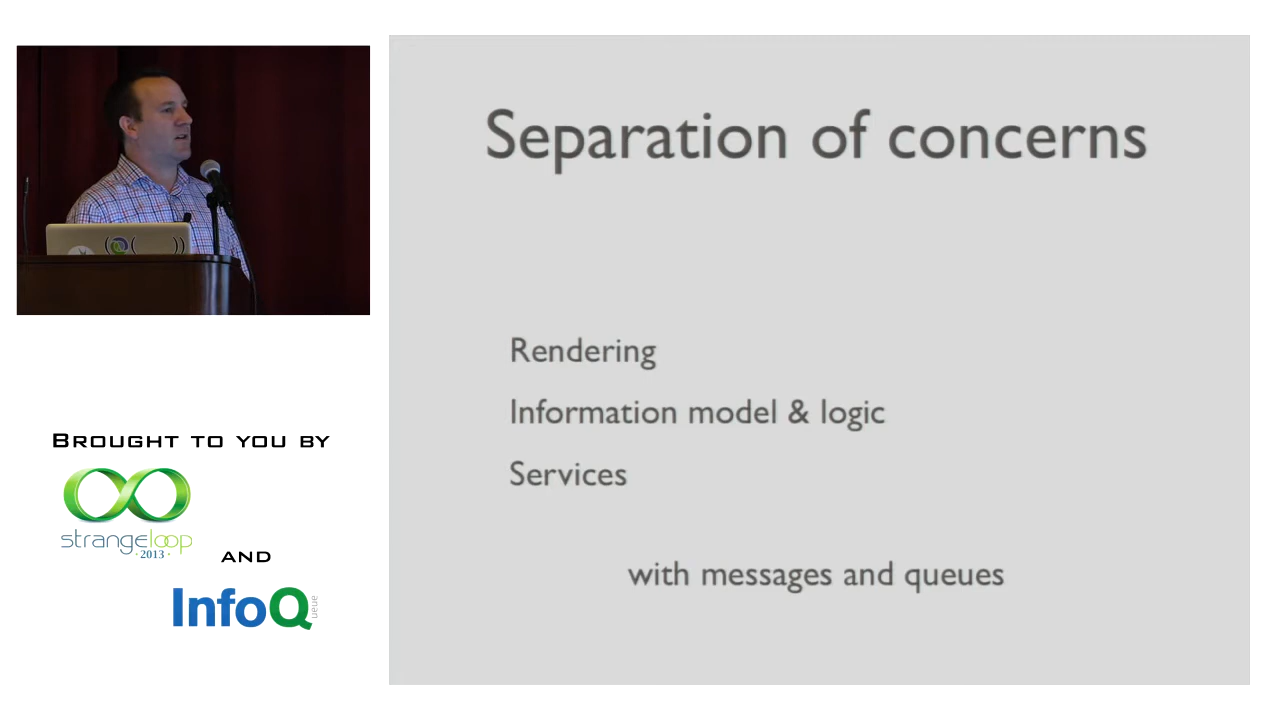 Separation of concerns
Rendering
Information model & logic
Services
with messages and queues
BROUGHT TO YOU BY
strangeloop
· 2013 ·
AND
InfoQ
ueue